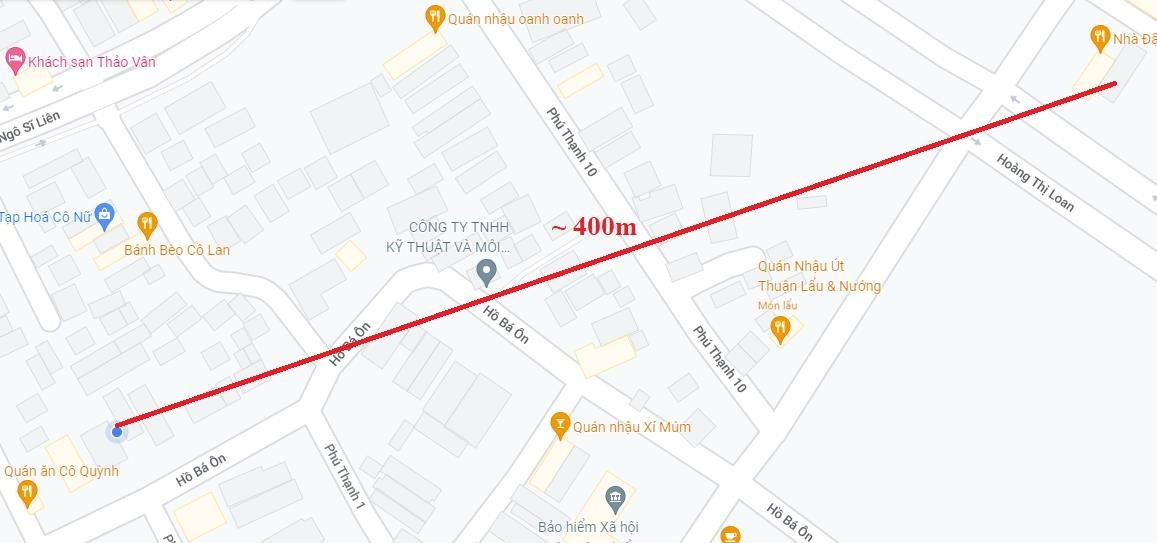 Quán nhậu oanh oanh
Nhà Đâ
Khách sạn Thảo Vân
Ngô Sĩ Liên
Phú Thạnh 10
Hoàng Thị Loan
Tạp Hoá Cô Nữ
Bánh Bèo Cô Lan
CÔNG TY TNHH
KỸ THUẬT VÀ MÔI...
~ 400m
Quán Nhậu Út
Thuận Lẩu & Nướng
Món lẩu
Hồ Bá Ôn
Hồ Bá Ôn
Phú Thạnh 10
Quán nhậu Xí Múm
Quán ăn Cô Quỳnh
Hồ Bá Ôn
Phú Thạnh 1
Bảo hiểm Xã hội
Hồ Bá Ôn